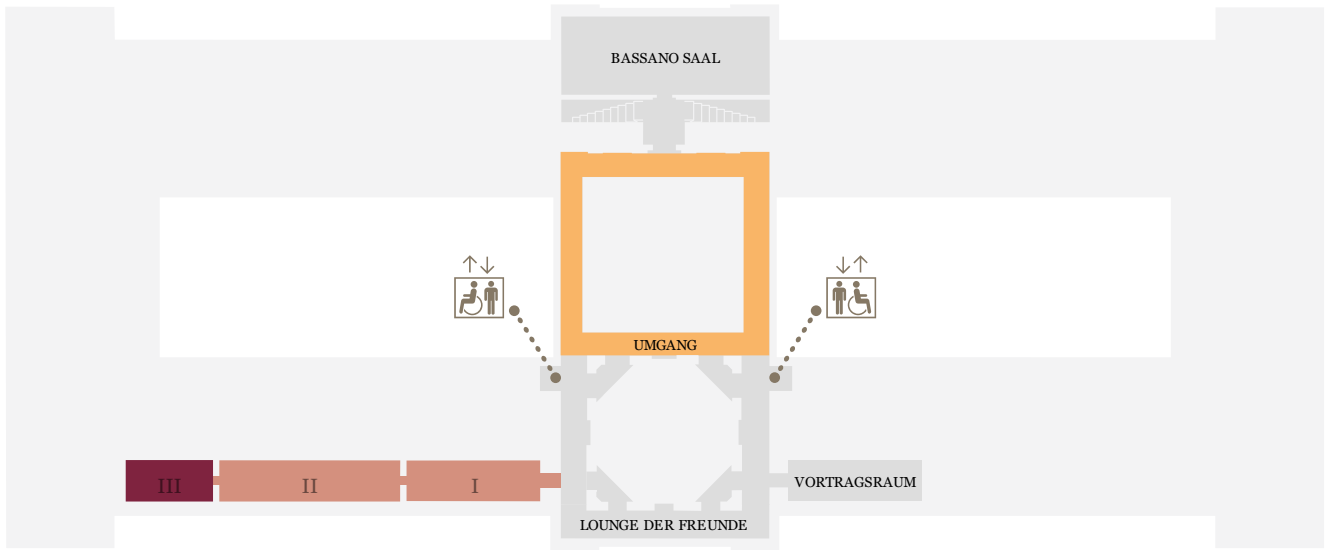 BASSANO SAAL
UMGANG
III
II
I
VORTRAGSRAUM
LOUNGE DER FREUNDE